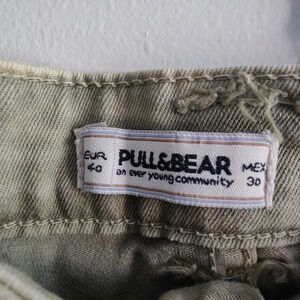 EUR
40
PULL&BEAR
an ever young community
MEX
30